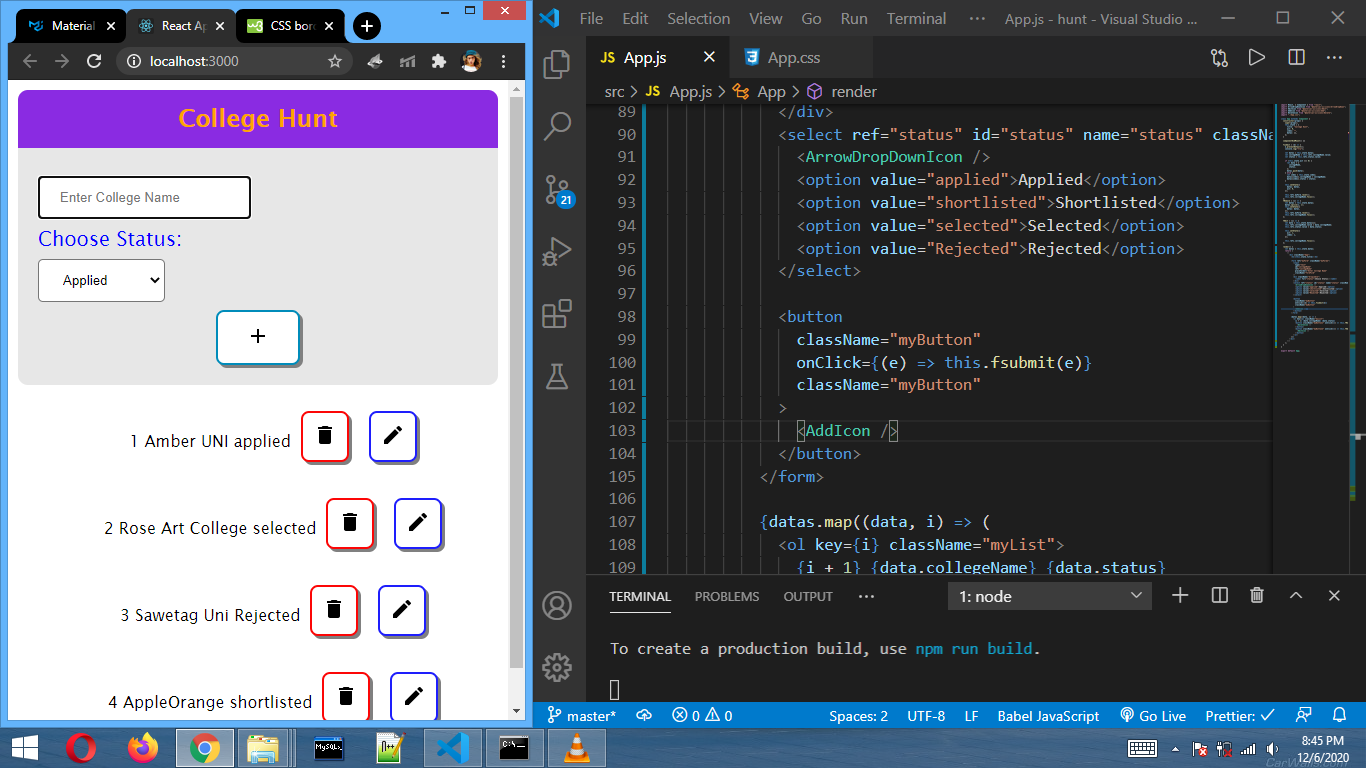 Material
React Ap
CSS bor
localhost:3000
College Hunt
Enter College Name
Choose Status:
Applied
1 Amber UNI applied
2 Rose Art College selected
3 Sawetag Uni Rejected
4 AppleOrange shortlisted
File Edit Selection View Go Run Terminal ··· App.js - hunt - Visual Studio ...
JS App.js
App.css
src > JS App.js > App > render
89 </div>
90 <select ref="status" id="status" name="status" classNa
91 <ArrowDropDownIcon />
92 <option value="applied">Applied</option>
93 <option value="shortlisted">Shortlisted</option>
94 <option value="selected">Selected</option>
95 <option value="Rejected">Rejected</option>
96 </select>
97
98 <button
99 className="myButton"
100 onClick={(e) => this.fsubmit(e)}
101 className="myButton"
102 >
103 <AddIcon />
104 </button>
105 </form>
106
107 {datas.map((data, i) => (
108 <ol key={i} className="myList">
109 {i + 1} {data.collegeName} {data.status}
TERMINAL PROBLEMS OUTPUT ···
1: node
To create a production build, use npm run build.
21
master* 0 0 Spaces: 2 UTF-8 LF Babel JavaScript Go Live Prettier: ✓
MySQL
8:45 PM
12/6/2020